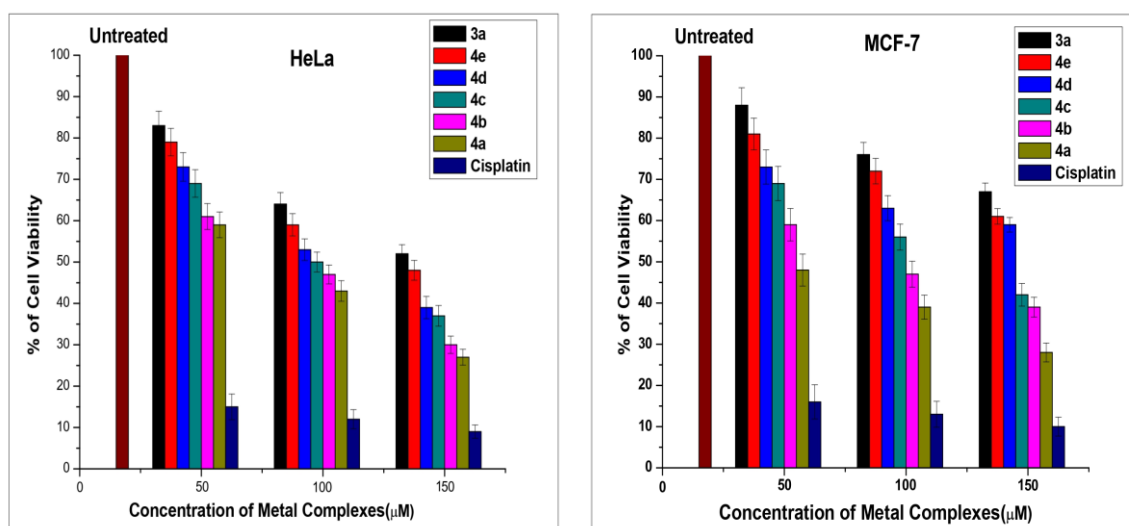 Untreated
HeLa
3a
4e
4d
4c
4b
4a
Cisplatin
100
90
80
70
60
50
40
30
20
10
0
% of Cell Viability
0 50 100 150
Concentration of Metal Complexes(μM)
Untreated
MCF-7
3a
4e
4d
4c
4b
4a
Cisplatin
100
90
80
70
60
50
40
30
20
10
0
% of Cell Viability
0 50 100 150
Concentration of Metal Complexes(μM)